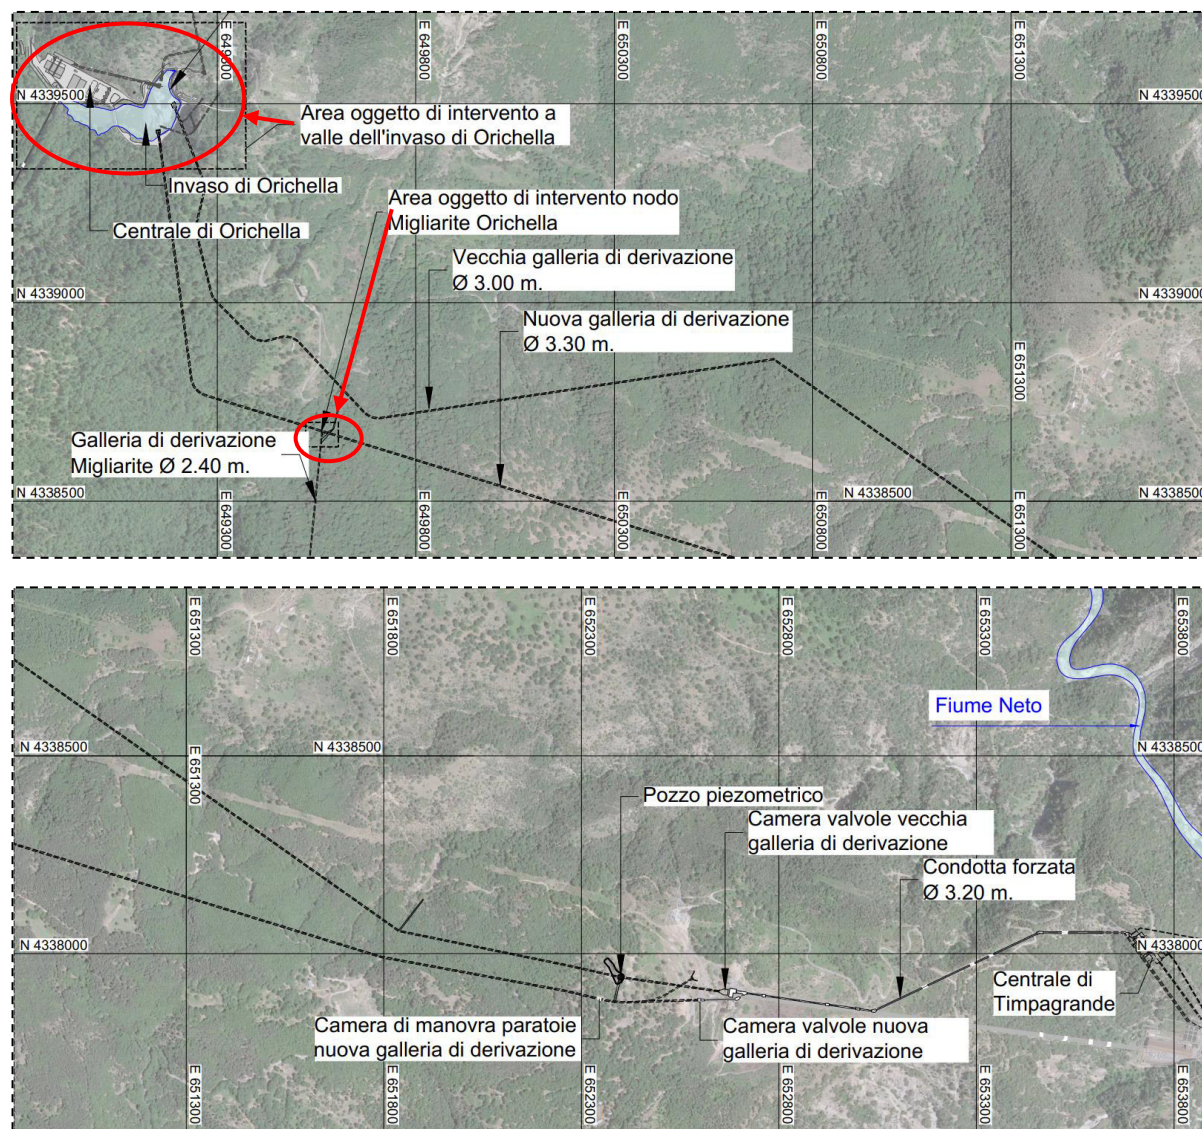 E 649300
E 649800
E 650300
E 650800
E 651300
N 4339500
N 4339500
Area oggetto di intervento a
valle dell'invaso di Orichella
Invaso di Orichella
Centrale di Orichella
Area oggetto di intervento nodo
Migliarite Orichella
Vecchia galleria di derivazione
Ø 3.00 m.
N 4339000
N 4339000
Nuova galleria di derivazione
Ø 3.30 m.
E 651300
Galleria di derivazione
Migliarite Ø 2.40 m.
N 4338500
N 4338500
N 4338500
E 649300
E 649800
E 650300
E 650800
E 651300
E 651300
E 651800
E 652300
E 652800
E 653300
E 653800
Fiume Neto
N 4338500
N 4338500
N 4338500
E 651300
Pozzo piezometrico
Camera valvole vecchia
galleria di derivazione
Condotta forzata
Ø 3.20 m.
N 4338000
N 4338000
N 4338000
Centrale di
Timpagrande
Camera di manovra paratoie
nuova galleria di derivazione
Camera valvole nuova
galleria di derivazione
E 651300
E 651800
E 652300
E 652800
E 653300
E 653800